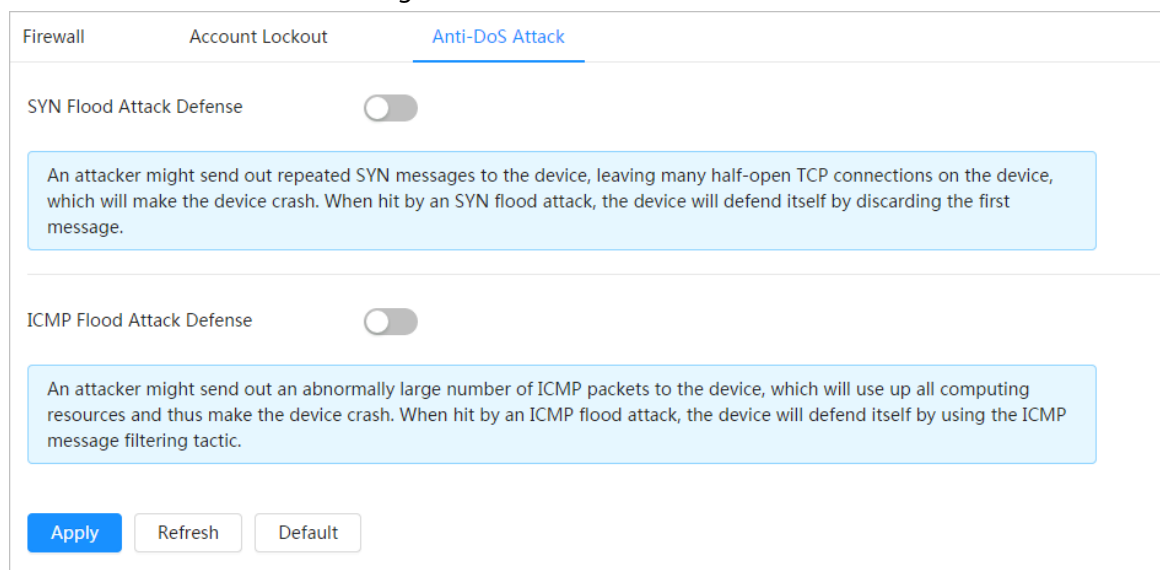 Firewall Account Lockout Anti-DoS Attack
SYN Flood Attack Defense
An attacker might send out repeated SYN messages to the device, leaving many half-open TCP connections on the device,
which will make the device crash. When hit by an SYN flood attack, the device will defend itself by discarding the first
message.
ICMP Flood Attack Defense
An attacker might send out an abnormally large number of ICMP packets to the device, which will use up all computing
resources and thus make the device crash. When hit by an ICMP flood attack, the device will defend itself by using the ICMP
message filtering tactic.
Apply Refresh Default